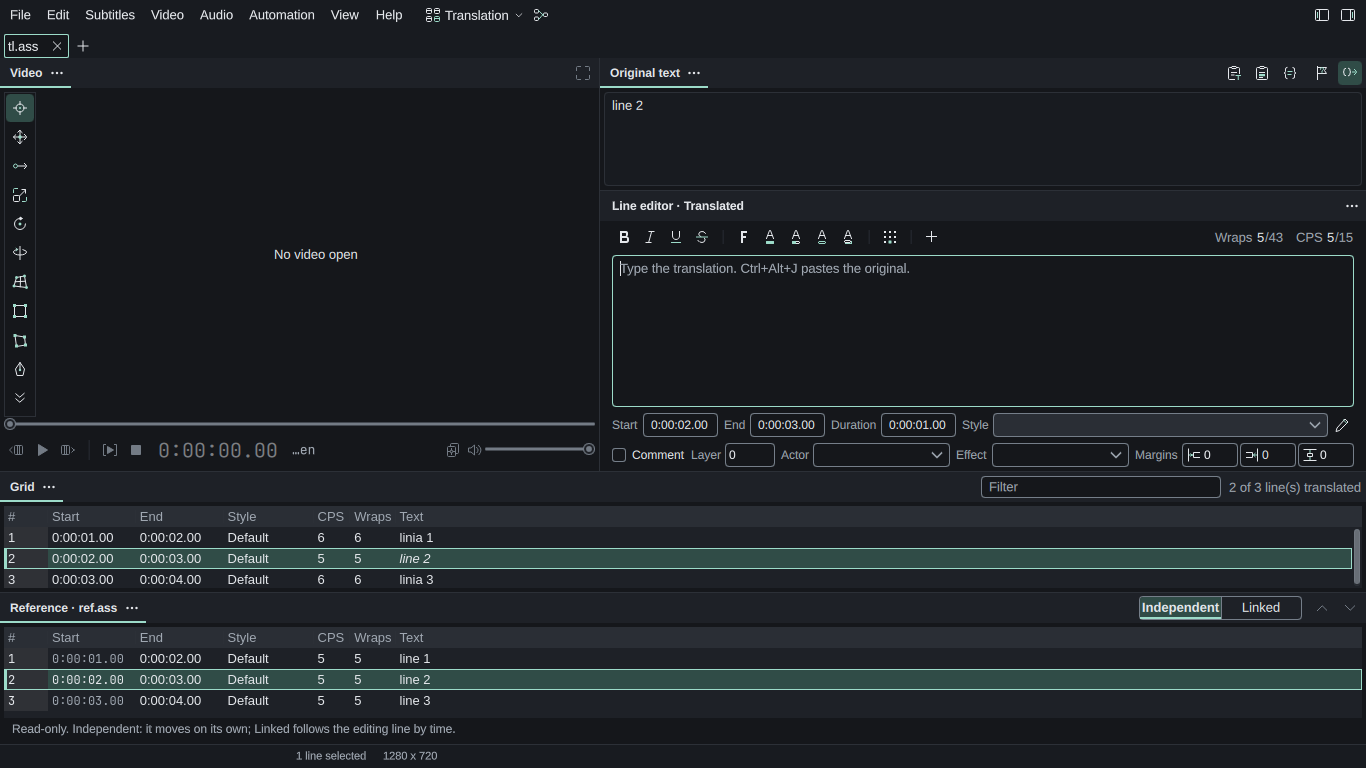 File Edit Subtitles Video Audio Automation View Help Translation
tl.ass
Video
No video open
0:00:00.00 …en
Original text
line 2
Line editor · Translated
B I U S F A A A A Wraps 5/43 CPS 5/15
Type the translation. Ctrl+Alt+J pastes the original.
Start 0:00:02.00 End 0:00:03.00 Duration 0:00:01.00 Style
Comment Layer 0 Actor Effect Margins 0 0 0
Grid Filter 2 of 3 line(s) translated
# Start End Style CPS Wraps Text
1 0:00:01.00 0:00:02.00 Default 6 6 linia 1
2 0:00:02.00 0:00:03.00 Default 5 5 line 2
3 0:00:03.00 0:00:04.00 Default 6 6 linia 3
Reference · ref.ass Independent Linked
# Start End Style CPS Wraps Text
1 0:00:01.00 0:00:02.00 Default 5 5 line 1
2 0:00:02.00 0:00:03.00 Default 5 5 line 2
3 0:00:03.00 0:00:04.00 Default 5 5 line 3
Read-only. Independent: it moves on its own; Linked follows the editing line by time.
1 line selected 1280 x 720